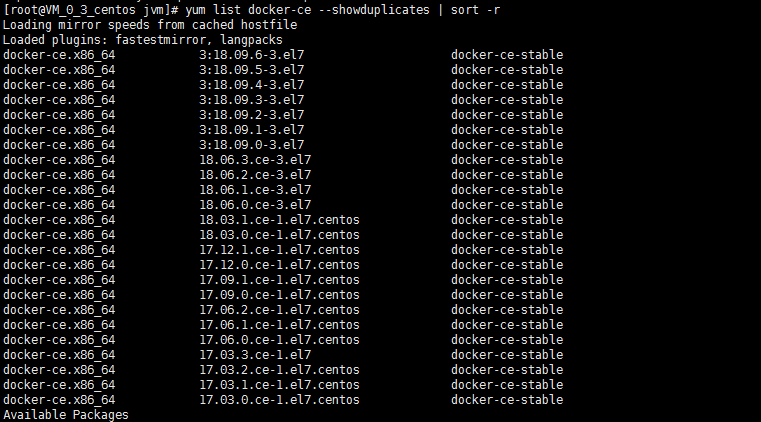 [root@VM_0_3_centos jvm]# yum list docker-ce --showduplicates | sort -r
Loading mirror speeds from cached hostfile
Loaded plugins: fastestmirror, langpacks
docker-ce.x86_64            3:18.09.6-3.el7                     docker-ce-stable
docker-ce.x86_64            3:18.09.5-3.el7                     docker-ce-stable
docker-ce.x86_64            3:18.09.4-3.el7                     docker-ce-stable
docker-ce.x86_64            3:18.09.3-3.el7                     docker-ce-stable
docker-ce.x86_64            3:18.09.2-3.el7                     docker-ce-stable
docker-ce.x86_64            3:18.09.1-3.el7                     docker-ce-stable
docker-ce.x86_64            3:18.09.0-3.el7                     docker-ce-stable
docker-ce.x86_64            18.06.3.ce-3.el7                    docker-ce-stable
docker-ce.x86_64            18.06.2.ce-3.el7                    docker-ce-stable
docker-ce.x86_64            18.06.1.ce-3.el7                    docker-ce-stable
docker-ce.x86_64            18.06.0.ce-3.el7                    docker-ce-stable
docker-ce.x86_64            18.03.1.ce-1.el7.centos             docker-ce-stable
docker-ce.x86_64            18.03.0.ce-1.el7.centos             docker-ce-stable
docker-ce.x86_64            17.12.1.ce-1.el7.centos             docker-ce-stable
docker-ce.x86_64            17.12.0.ce-1.el7.centos             docker-ce-stable
docker-ce.x86_64            17.09.1.ce-1.el7.centos             docker-ce-stable
docker-ce.x86_64            17.09.0.ce-1.el7.centos             docker-ce-stable
docker-ce.x86_64            17.06.2.ce-1.el7.centos             docker-ce-stable
docker-ce.x86_64            17.06.1.ce-1.el7.centos             docker-ce-stable
docker-ce.x86_64            17.06.0.ce-1.el7.centos             docker-ce-stable
docker-ce.x86_64            17.03.3.ce-1.el7                    docker-ce-stable
docker-ce.x86_64            17.03.2.ce-1.el7.centos             docker-ce-stable
docker-ce.x86_64            17.03.1.ce-1.el7.centos             docker-ce-stable
docker-ce.x86_64            17.03.0.ce-1.el7.centos             docker-ce-stable
Available Packages